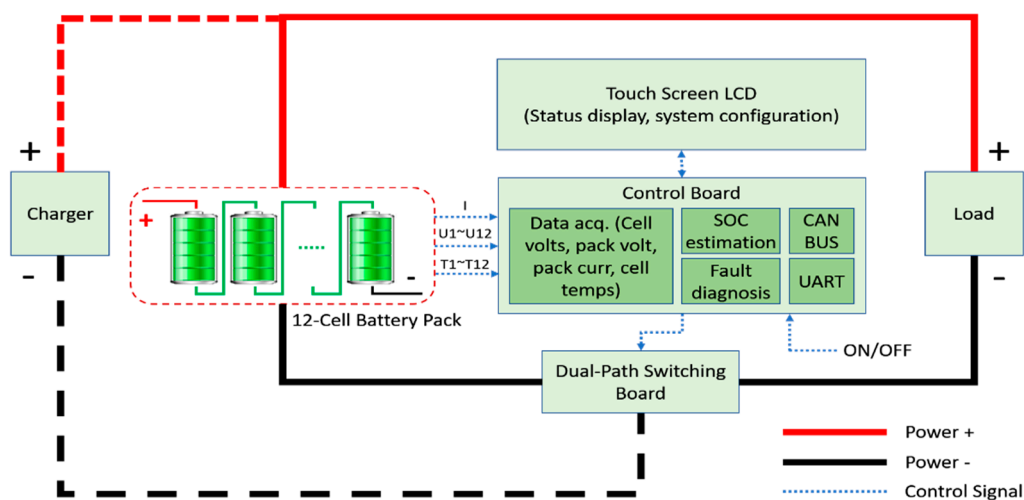 Touch Screen LCD
(Status display, system configuration)
+
+
Charger
Load
-
-
+
.....
-
12-Cell Battery Pack
I
U1~U12
T1~T12
Control Board
Data acq. (Cell
volts, pack volt,
pack curr, cell
temps)
SOC
estimation
CAN
BUS
Fault
diagnosis
UART
ON/OFF
Dual-Path Switching
Board
Power +
Power -
Control Signal